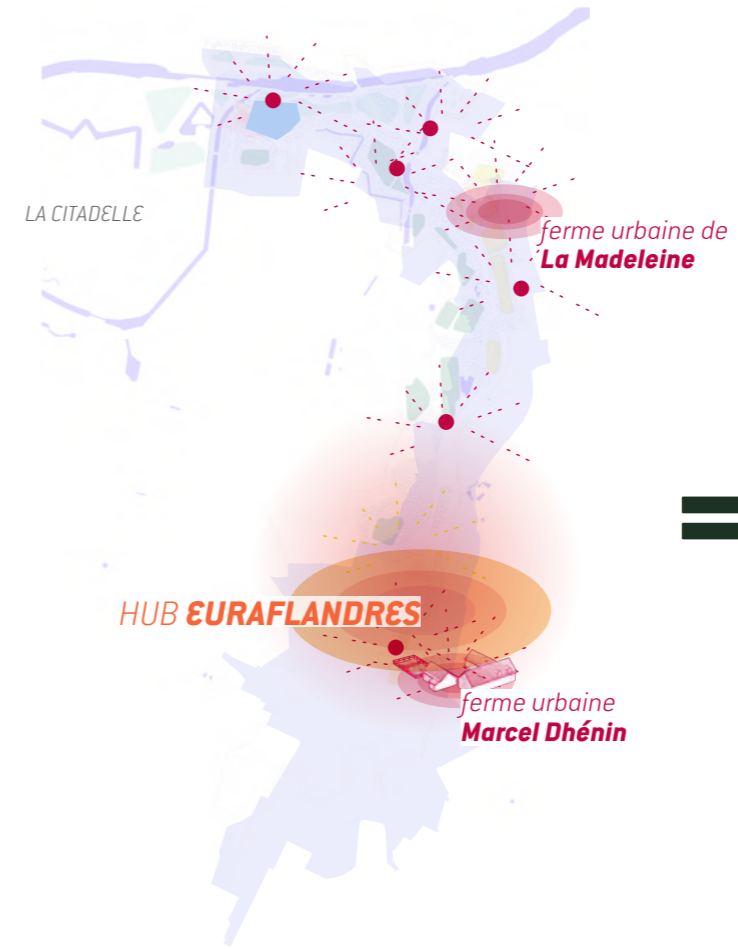 LA CITADELLE
ferme urbaine de
La Madeleine
HUB EURAFLANDRES
ferme urbaine
Marcel Dhénin